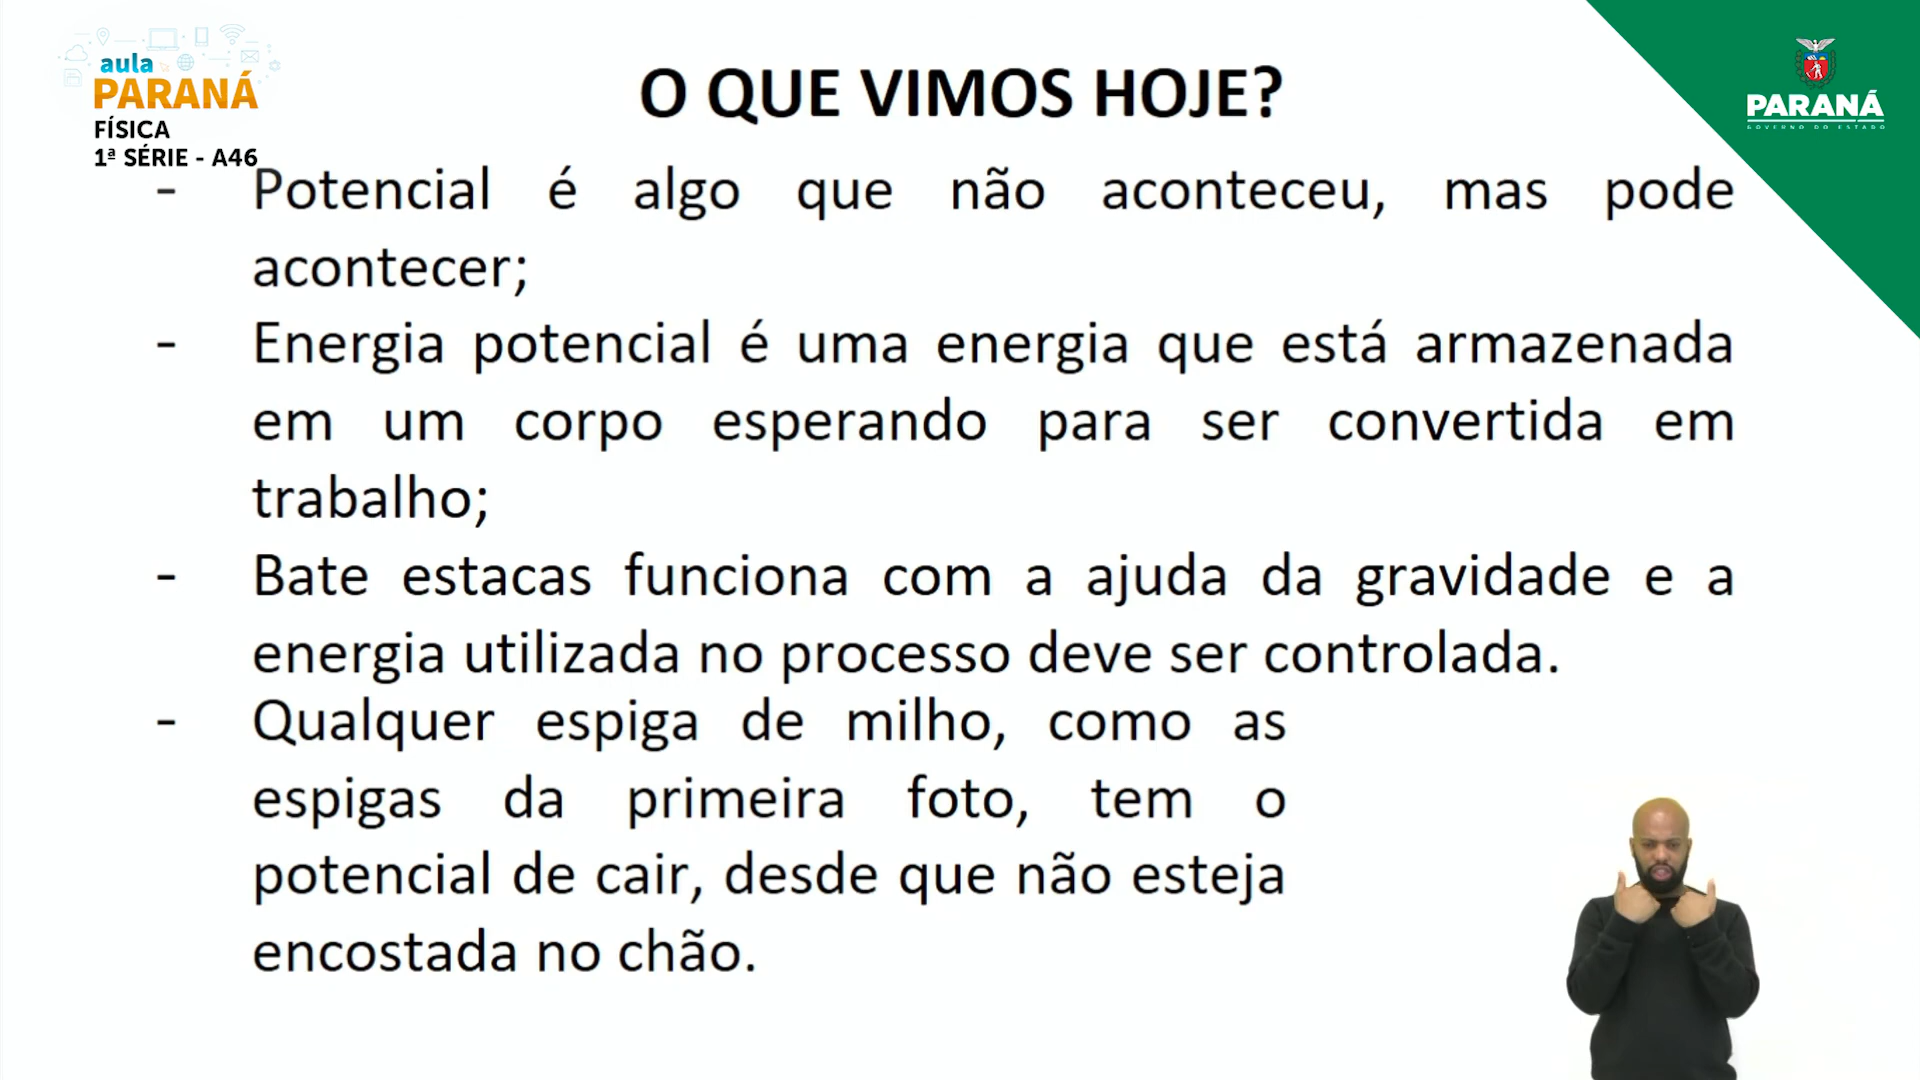 aula
PARANÁ
FÍSICA
1ª SÉRIE - A46
PARANÁ
GOVERNO DO ESTADO
O QUE VIMOS HOJE?
- Potencial é algo que não aconteceu, mas pode
acontecer;
- Energia potencial é uma energia que está armazenada
em um corpo esperando para ser convertida em
trabalho;
- Bate estacas funciona com a ajuda da gravidade e a
energia utilizada no processo deve ser controlada.
- Qualquer espiga de milho, como as
espigas da primeira foto, tem o
potencial de cair, desde que não esteja
encostada no chão.